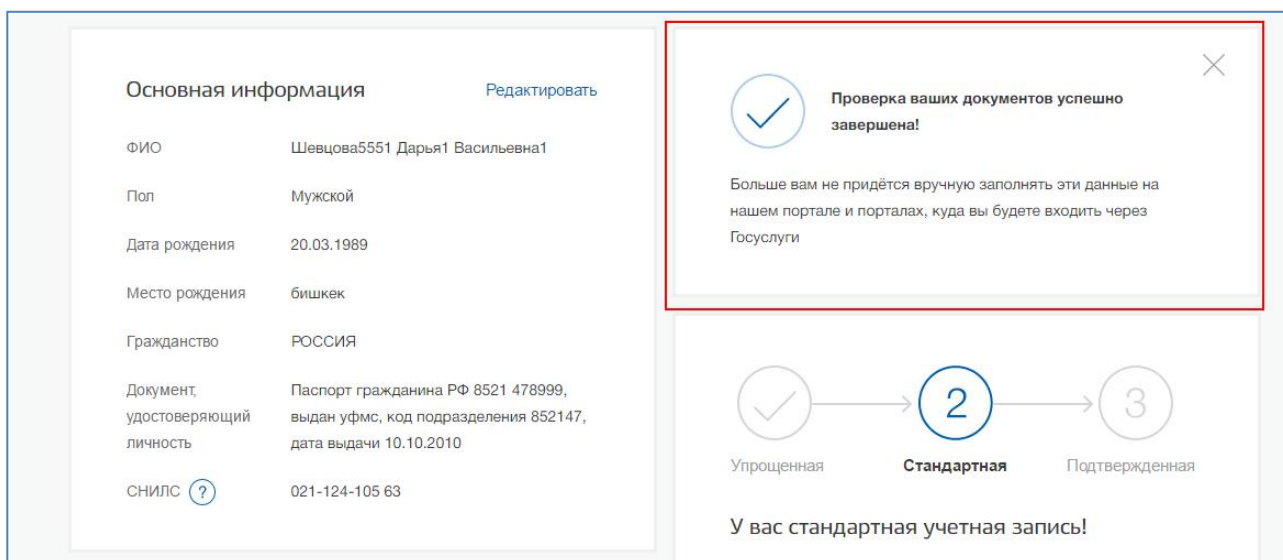 Основная информация
Редактировать
ФИО
Шевцова5551 Дарья1 Васильевна1
Пол
Мужской
Дата рождения
20.03.1989
Место рождения
бишкек
Гражданство
РОССИЯ
Документ,
удостоверяющий
личность
Паспорт гражданина РФ 8521 478999,
выдан уфмс, код подразделения 852147,
дата выдачи 10.10.2010
СНИЛС ?
021-124-105 63
Проверка ваших документов успешно
завершена!
Больше вам не придётся вручную заполнять эти данные на
нашем портале и порталах, куда вы будете входить через
Госуслуги
2
3
Упрощенная
Стандартная
Подтвержденная
У вас стандартная учетная запись!